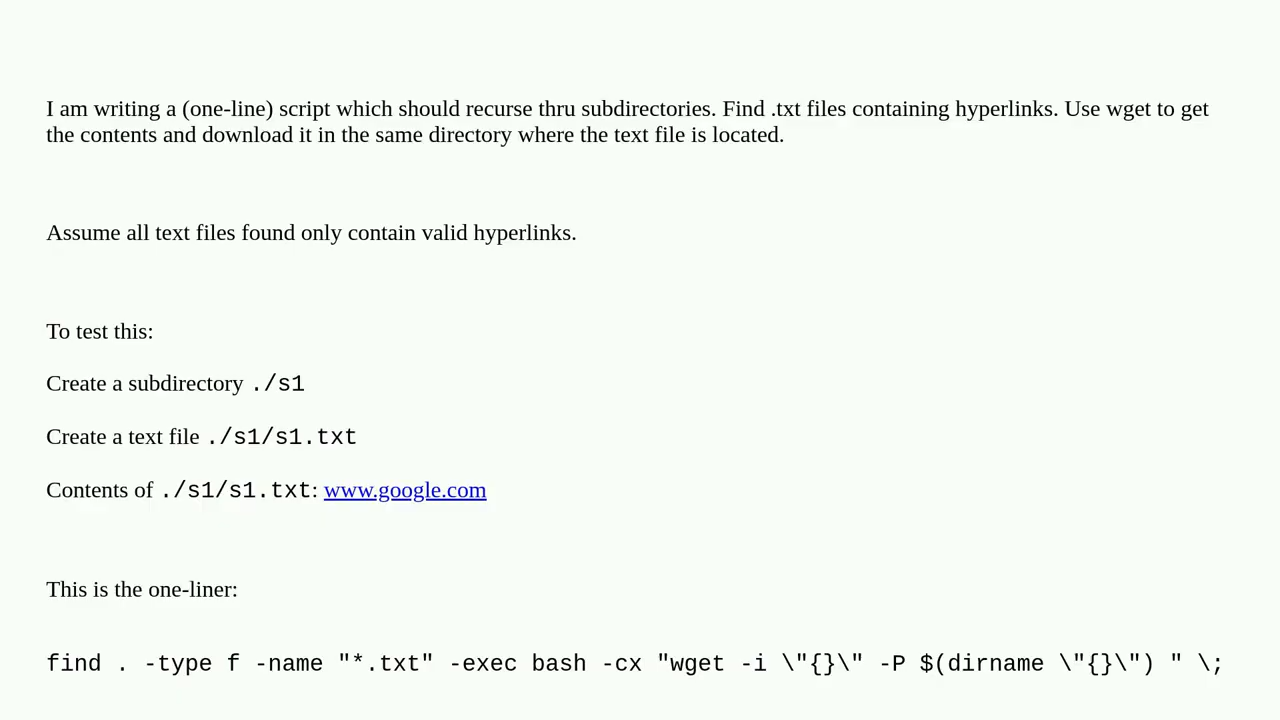 I am writing a (one-line) script which should recurse thru subdirectories. Find .txt files containing hyperlinks. Use wget to get
the contents and download it in the same directory where the text file is located.
Assume all text files found only contain valid hyperlinks.
To test this:
Create a subdirectory ./s1
Create a text file ./s1/s1.txt
Contents of ./s1/s1.txt: www.google.com
This is the one-liner:
find . -type f -name "*.txt" -exec bash -cx "wget -i \"{}\" -P $(dirname \"{}\") " \;